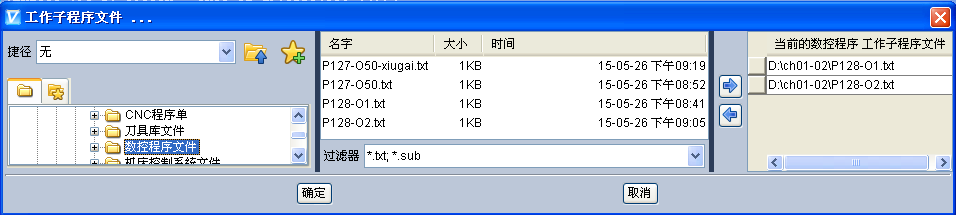 工作子程序文件 ...
捷径 无
名字 大小 时间
P127-O50-xiugai.txt 1KB 15-05-26 下午09:19
P127-O50.txt 1KB 15-05-26 下午08:52
P128-O1.txt 1KB 15-05-26 下午08:41
P128-O2.txt 1KB 15-05-26 下午09:05
当前的数控程序 工作子程序文件
D:\ch01-02\P128-O1.txt
D:\ch01-02\P128-O2.txt
CNC程序单
刀具库文件
数控程序文件
机床控制系统文件
过滤器 *.txt; *.sub
确定 取消